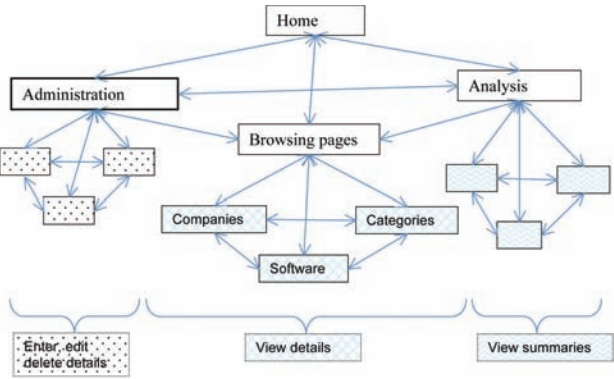 Home
Administration
Analysis
Browsing pages
Companies
Categories
Software
Enter, edit
delete details
View details
View summaries